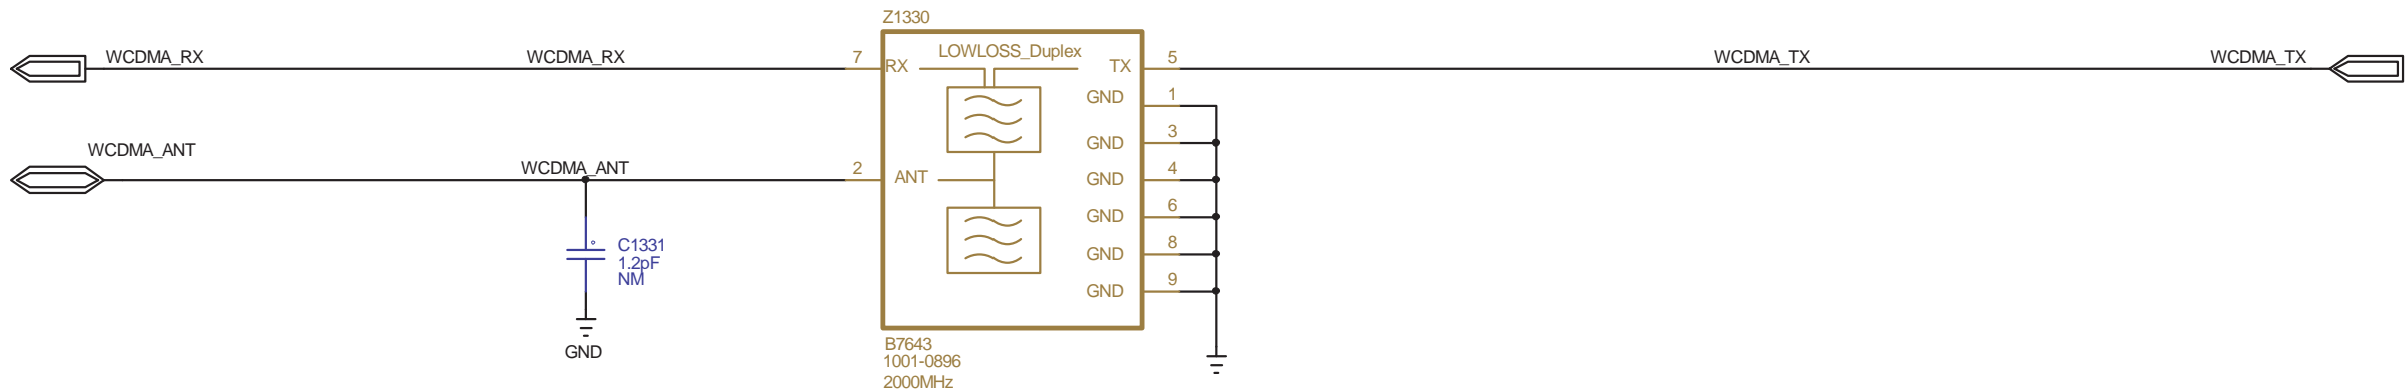 Z1330
WCDMA_RX
WCDMA_RX
7
RX
LOWLOSS_Duplex
TX
5
WCDMA_TX
WCDMA_TX
GND
1
GND
3
WCDMA_ANT
WCDMA_ANT
2
ANT
GND
4
GND
6
C1331
1.2pF
NM
GND
8
GND
9
GND
B7643
1001-0896
2000MHz